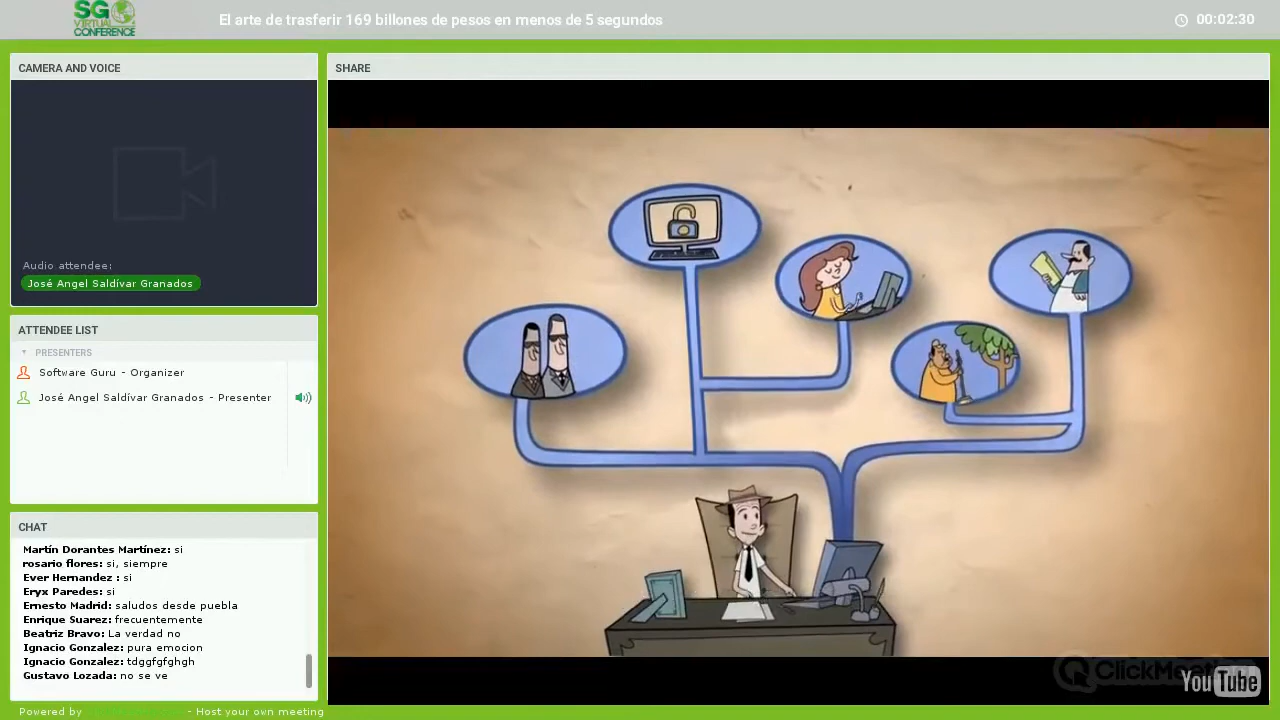 SG
VIRTUAL
CONFERENCE
El arte de trasferir 169 billones de pesos en menos de 5 segundos
00:02:30
CAMERA AND VOICE
Audio attendee:
José Angel Saldívar Granados
ATTENDEE LIST
PRESENTERS
Software Guru - Organizer
José Angel Saldívar Granados - Presenter
CHAT
Martín Dorantes Martínez: si
rosario flores: si, siempre
Ever Hernandez : si
Eryx Paredes: si
Ernesto Madrid: saludos desde puebla
Enrique Suarez: frecuentemente
Beatriz Bravo: La verdad no
Ignacio Gonzalez: pura emocion
Ignacio Gonzalez: tdggfgfghgh
Gustavo Lozada: no se ve
Powered by - Host your own meeting
SHARE
ClickMeeting
YouTube